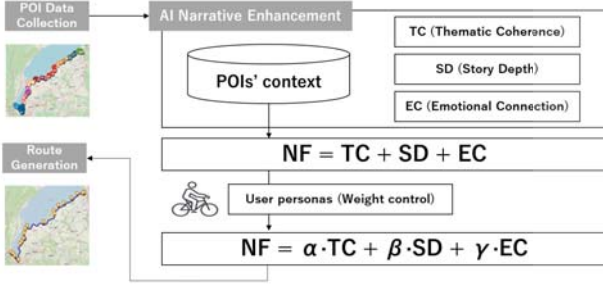 POI Data
Collection
AI Narrative Enhancement
TC (Thematic Coherance)
SD (Story Depth)
EC (Emotional Connection)
POIs' context
NF = TC + SD + EC
Route
Generation
User personas (Weight control)
NF = α·TC + β·SD + γ·EC